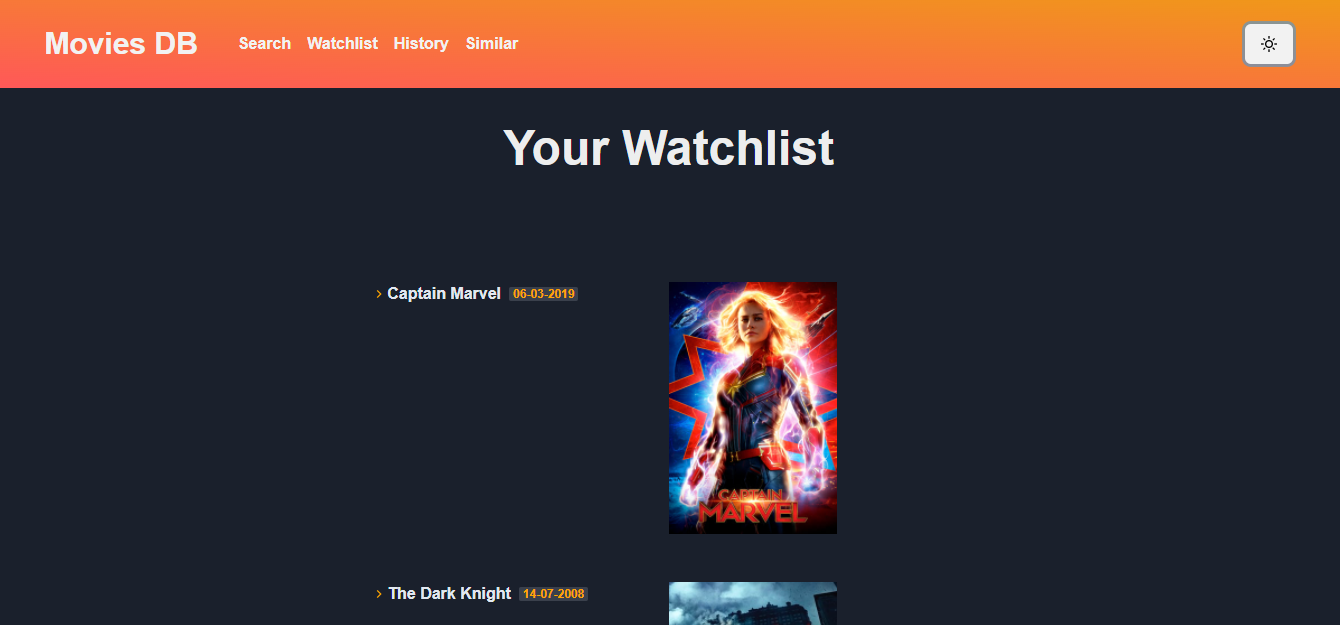 Movies DB Search Watchlist History Similar
Your Watchlist
Captain Marvel 06-03-2019
CAPTAIN
MARVEL
The Dark Knight 14-07-2008